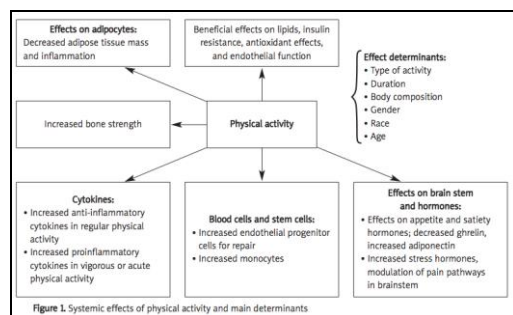 Effects on adipocytes:
Decreased adipose tissue mass
and inflammation
Beneficial effects on lipids, insulin
resistance, antioxidant effects,
and endothelial function
Effect determinants:
• Type of activity
• Duration
• Body composition
• Gender
• Race
• Age
Increased bone strength
Physical activity
Cytokines:
• Increased anti-inflammatory
cytokines in regular physical
activity
• Increased proinflammatory
cytokines in vigorous or acute
physical activity
Blood cells and stem cells:
• Increased endothelial progenitor
cells for repair
• Increased monocytes
Effects on brain stem
and hormones:
• Effects on appetite and satiety
hormones; decreased ghrelin,
increased adiponectin
• Increased stress hormones,
modulation of pain pathways
in brainstem
Figure 1. Systemic effects of physical activity and main determinants